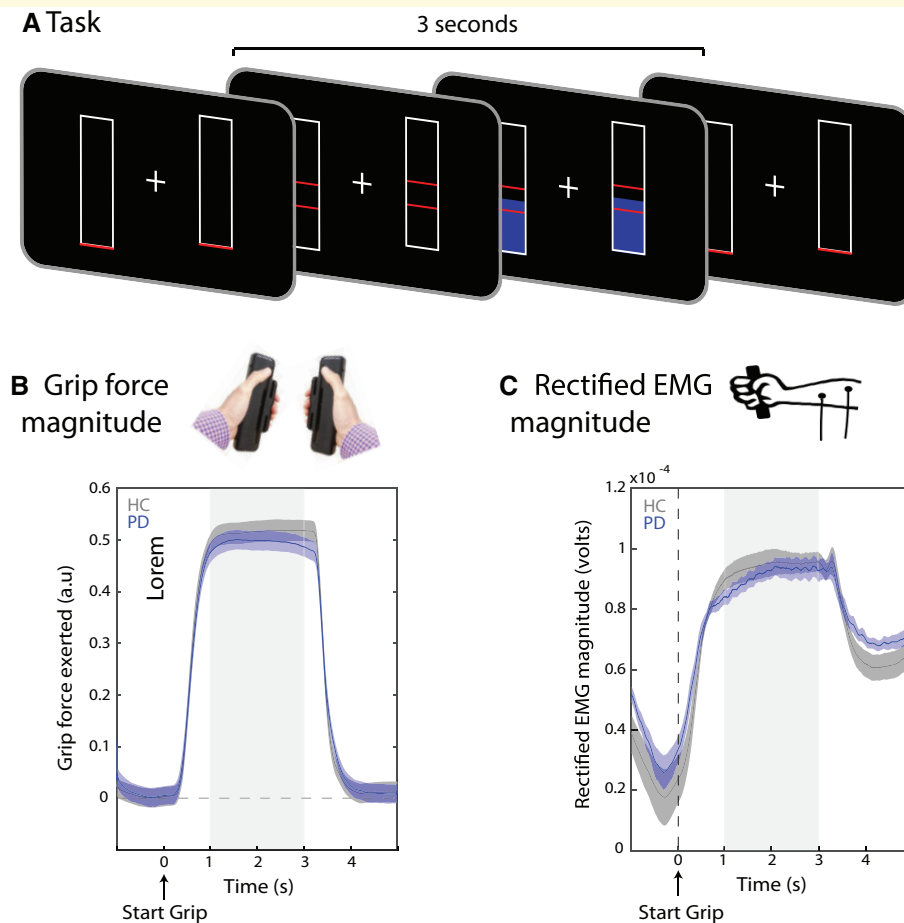 A Task
3 seconds
B Grip force
magnitude
C Rectified EMG
magnitude
0.6
0.5
0.4
0.3
0.2
0.1
0
Grip force exerted (a.u)
HC
PD
Lorem
0 1 2 3 4
Time (s)
Start Grip
x10 -4
1.2
1
0.8
0.6
0.4
0.2
0
Rectified EMG magnitude (volts)
HC
PD
0 1 2 3 4
Time (s)
Start Grip